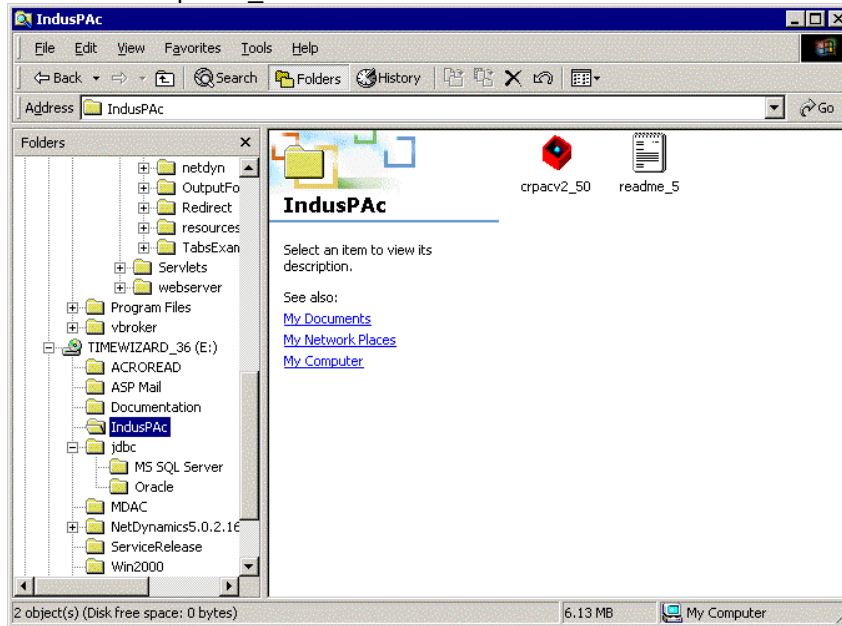 IndusPAc
File Edit View Favorites Tools Help
Back Search Folders History
Address IndusPAc Go
Folders
netdyn
OutputFo
Redirect
resources
TabsExan
Servlets
webserver
Program Files
vbroker
TIMEWIZARD_36 (E:)
ACROREAD
ASP Mail
Documentation
IndusPAc
jdbc
MS SQL Server
Oracle
MDAC
NetDynamics5.0.2.16
ServiceRelease
Win2000
IndusPAc
Select an item to view its
description.
See also:
My Documents
My Network Places
My Computer
crpacv2_50 readme_5
2 object(s) (Disk free space: 0 bytes) 6.13 MB My Computer